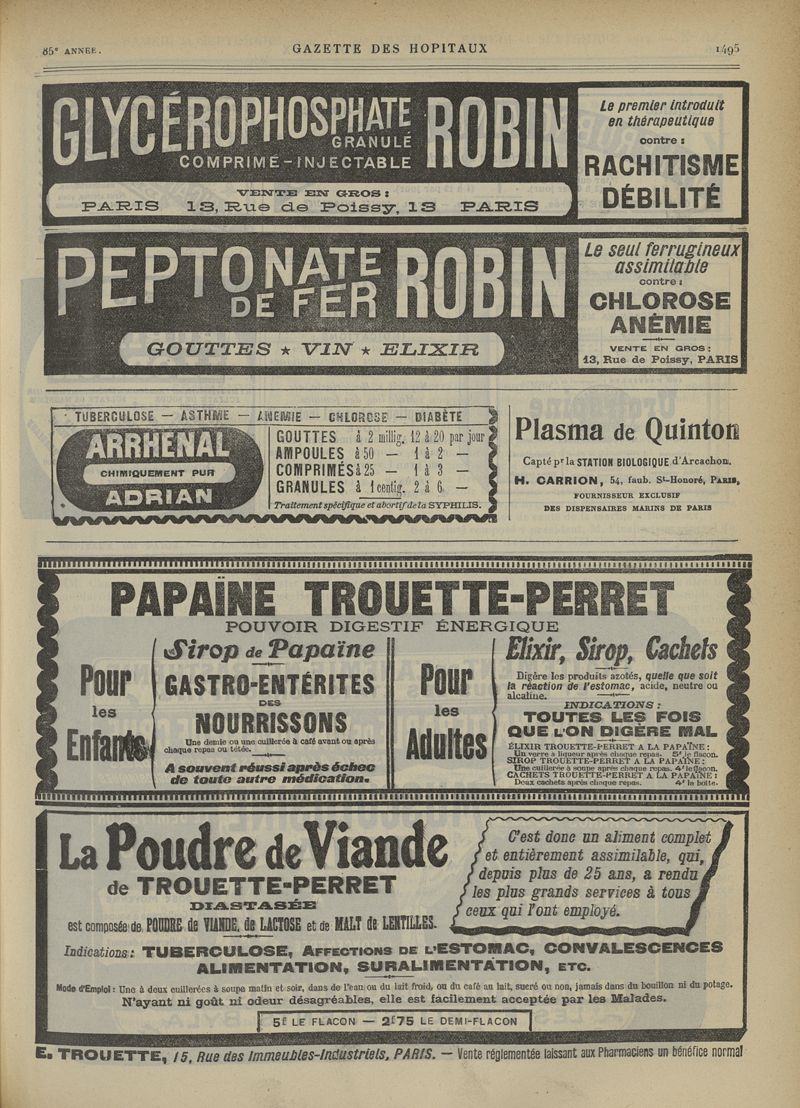 85e ANNÉE.
GAZETTE DES HOPITAUX
1495
GLYCÉROPHOSPHATE ROBIN
GRANULÉ
COMPRIMÉ-INJECTABLE
VENTE EN GROS :
PARIS 13, Rue de Poissy, 13 PARIS
Le premier introduit
en thérapeutique
contre :
RACHITISME
DÉBILITÉ
PEPTONATE
DE FER ROBIN
GOUTTES ★ VIN ★ ELIXIR
Le seul ferrugineux
assimilable
contre :
CHLOROSE
ANÉMIE
VENTE EN GROS :
13, Rue de Poissy, PARIS
TUBERCULOSE — ASTHME — ANEMIE — CHLOROSE — DIABÈTE
ARRHÉNAL
CHIMIQUEMENT PUR
ADRIAN
GOUTTES à 2 millig. 12 à 20 par jour
AMPOULES à 50 — 1 à 2 —
COMPRIMÉS à 25 — 1 à 3 —
GRANULES à 1 centig. 2 à 6 —
Traitement spécifique et abortif de la SYPHILIS.
Plasma de Quinton
Capté pr la STATION BIOLOGIQUE d'Arcachon.
H. CARRION, 54, faub. St-Honoré, PARIS,
FOURNISSEUR EXCLUSIF
DES DISPENSAIRES MARINS DE PARIS
PAPAÏNE TROUETTE-PERRET
POUVOIR DIGESTIF ÉNERGIQUE
Pour
les
Enfants
Sirop de Papaïne
GASTRO-ENTÉRITES
DES
NOURRISSONS
Une demie ou une cuillerée à café avant ou après
chaque repas ou tétée.
A souvent réussi après échec
de toute autre médication.
Pour
les
Adultes
Elixir, Sirop, Cachets
Digère les produits azotés, quelle que soit
la réaction de l'estomac, acide, neutre ou
alcaline.
INDICATIONS :
TOUTES LES FOIS
QUE L'ON DIGÈRE MAL
ÉLIXIR TROUETTE-PERRET A LA PAPAÏNE :
Un verre à liqueur après chaque repas. 5f le flacon.
SIROP TROUETTE-PERRET A LA PAPAÏNE :
Une cuillerée à soupe après chaque repas. 4f le flacon.
CACHETS TROUETTE-PERRET A LA PAPAÏNE :
Deux cachets après chaque repas. 4f la boîte.
La Poudre de Viande
de TROUETTE-PERRET
DIASTASÉE
est composée de POUDRE de VIANDE, de LACTOSE et de MALT de LENTILLES.
C'est donc un aliment complet
et entièrement assimilable, qui,
depuis plus de 25 ans, a rendu
les plus grands services à tous
ceux qui l'ont employé.
Indications : TUBERCULOSE, AFFECTIONS DE L'ESTOMAC, CONVALESCENCES
ALIMENTATION, SURALIMENTATION, ETC.
Mode d'Emploi : Une à deux cuillerées à soupe matin et soir, dans de l'eau ou du lait froid, ou du café au lait, sucré ou non, jamais dans du bouillon ni du potage.
N'ayant ni goût ni odeur désagréables, elle est facilement acceptée par les Malades.
5f LE FLACON — 2f75 LE DEMI-FLACON
E. TROUETTE, 15, Rue des Immeubles-Industriels, PARIS. — Vente réglementée laissant aux Pharmaciens un bénéfice normal